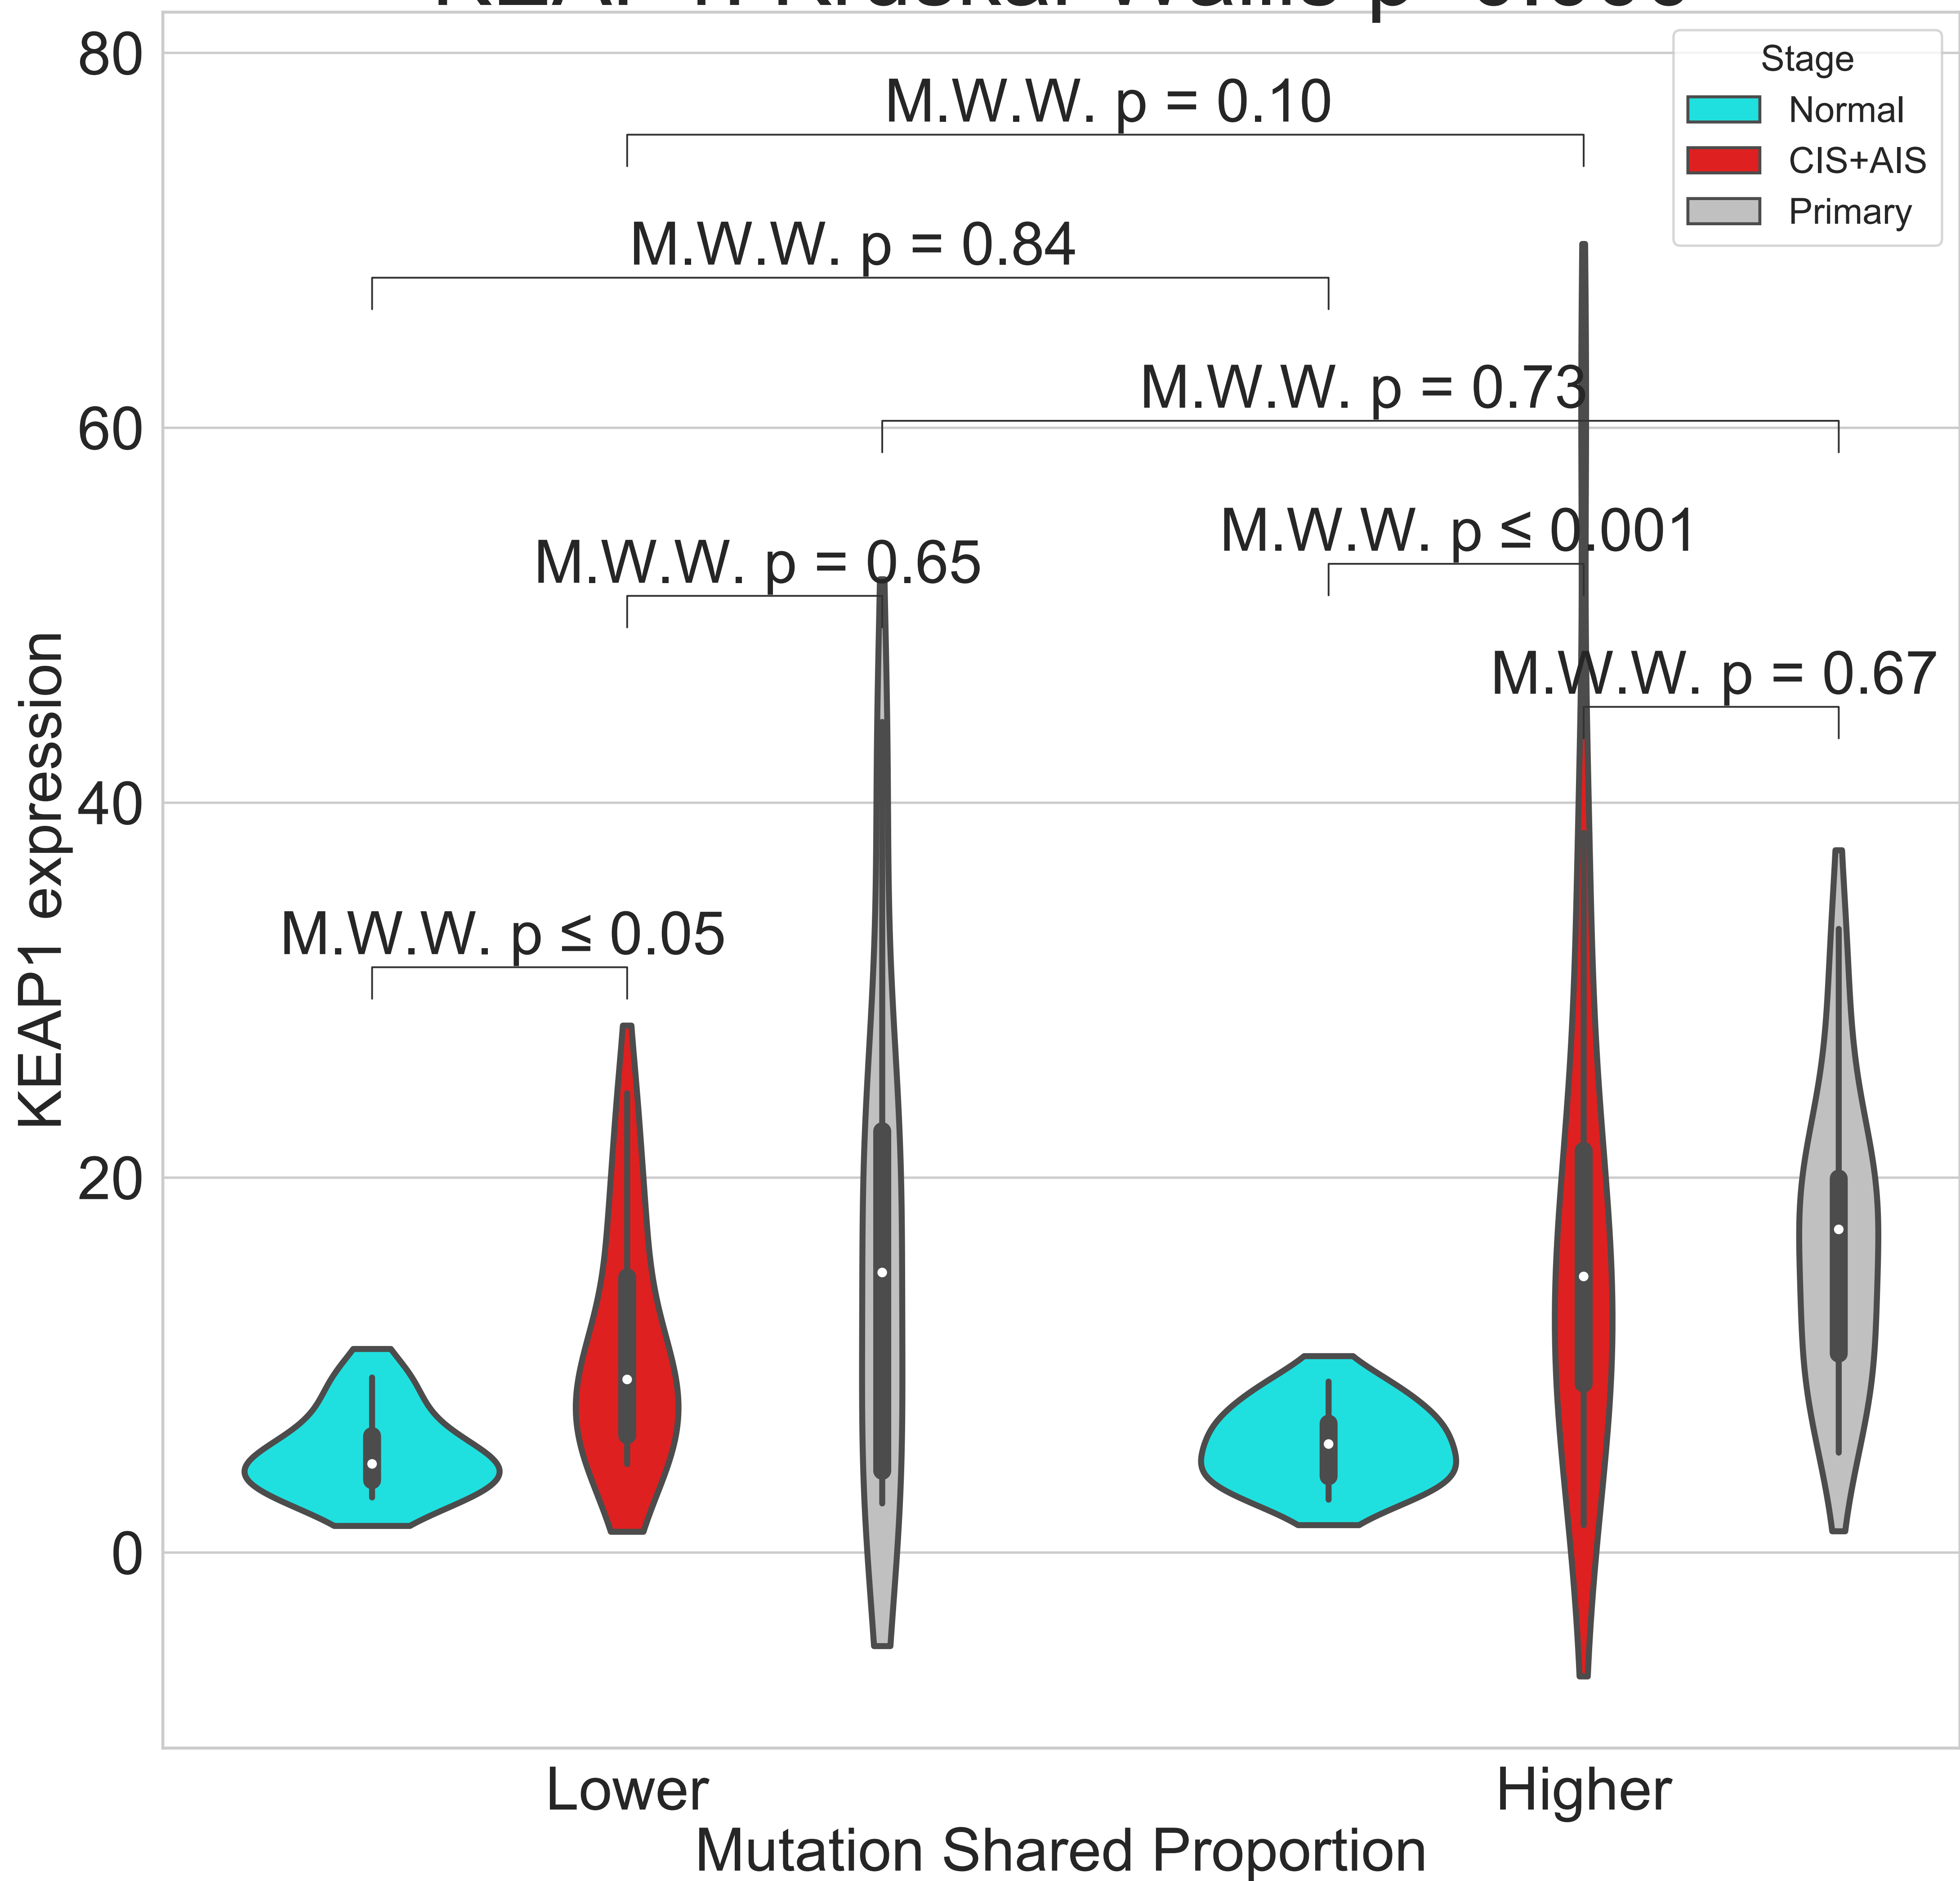 80
Stage
Normal
CIS+AIS
Primary
M.W.W. p = 0.10
M.W.W. p = 0.84
M.W.W. p = 0.73
60
M.W.W. p ≤ 0.001
M.W.W. p = 0.65
M.W.W. p = 0.67
KEAP1 expression
40
M.W.W. p ≤ 0.05
20
0
Lower
Higher
Mutation Shared Proportion